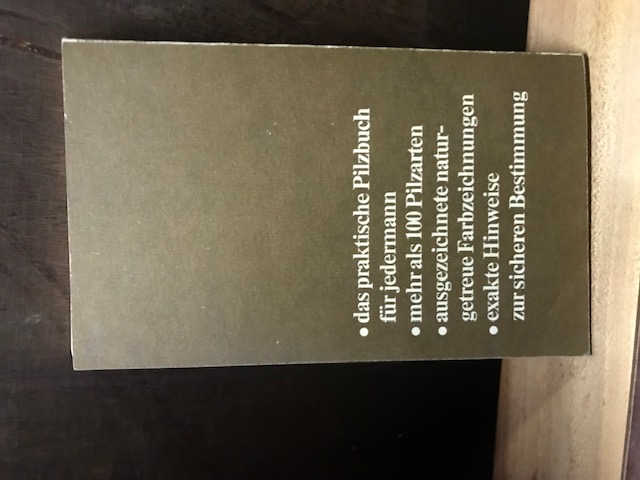 • das praktische Pilzbuch
für jedermann
• mehr als 100 Pilzarten
• ausgezeichnete natur-
getreue Farbzeichnungen
• exakte Hinweise
zur sicheren Bestimmung